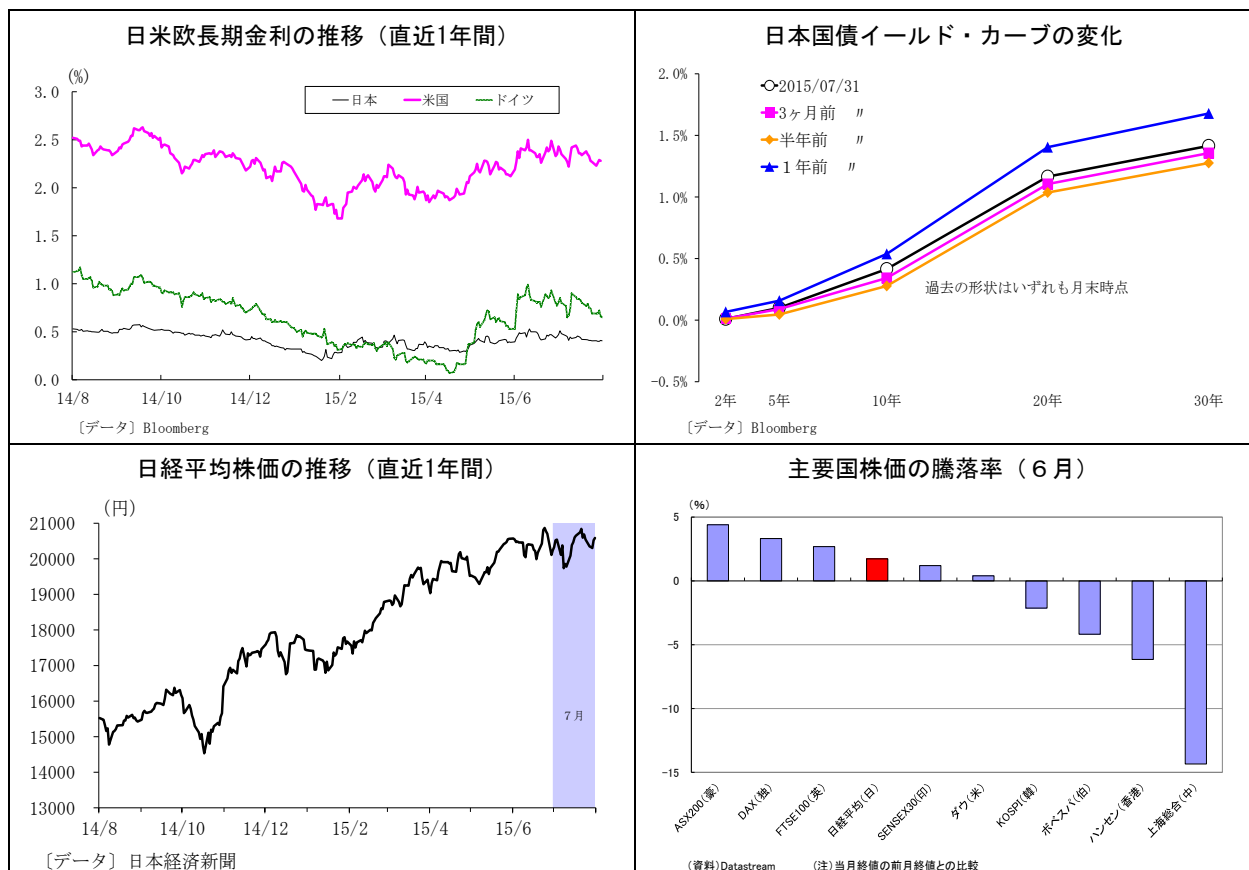 日米欧長期金利の推移（直近1年間）
(%)
日本 米国 ドイツ
3.0
2.5
2.0
1.5
1.0
0.5
0.0
14/8 14/10 14/12 15/2 15/4 15/6
〔データ〕Bloomberg
日本国債イールド・カーブの変化
2015/07/31
3ヶ月前 〃
半年前 〃
１年前 〃
2.0%
1.5%
1.0%
0.5%
0.0%
-0.5%
過去の形状はいずれも月末時点
2年 5年 10年 20年 30年
〔データ〕Bloomberg
日経平均株価の推移（直近1年間）
(円)
21000
20000
19000
18000
17000
16000
15000
14000
13000
７月
14/8 14/10 14/12 15/2 15/4 15/6
〔データ〕日本経済新聞
主要国株価の騰落率（６月）
(%)
5
0
-5
-10
-15
ASX200(豪) DAX(独) FTSE100(英) 日経平均(日) SENSEX30(印) ダウ(米) KOSPI(韓) ボベスパ(伯) ハンセン(香港) 上海総合(中)
(資料)Datastream (注)当月終値の前月終値との比較